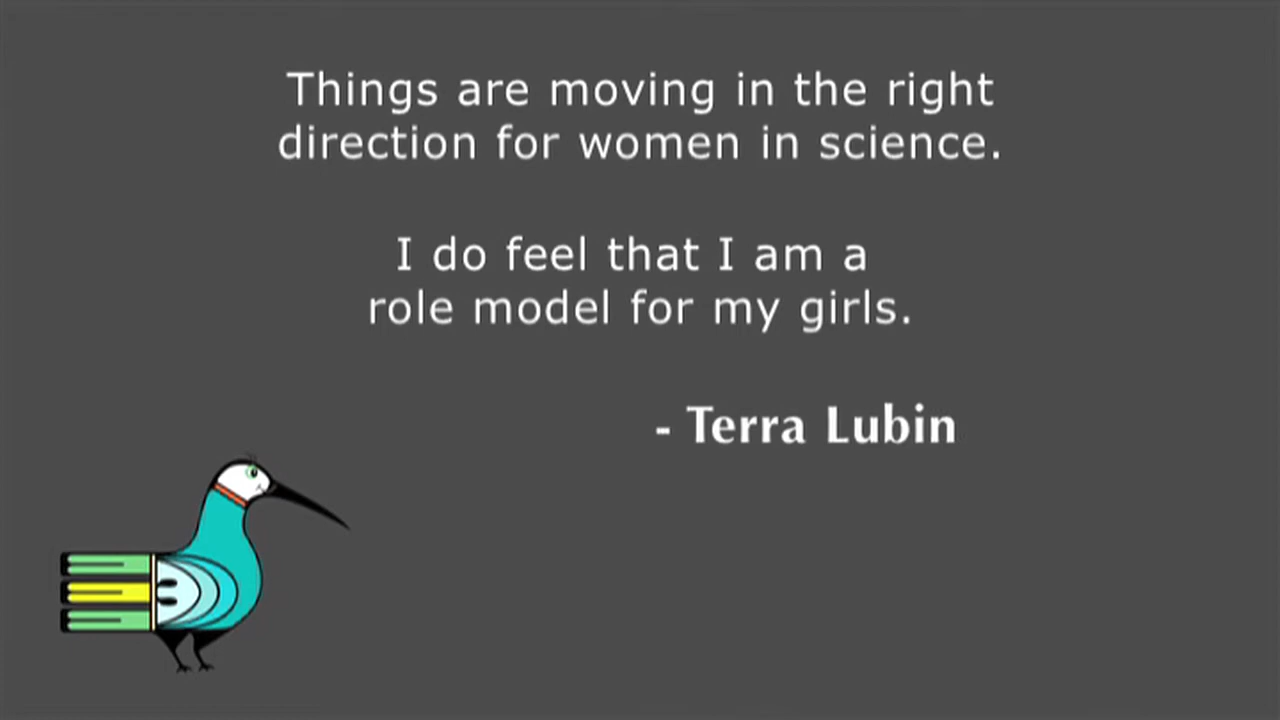 Things are moving in the right
direction for women in science.
I do feel that I am a
role model for my girls.
- Terra Lubin